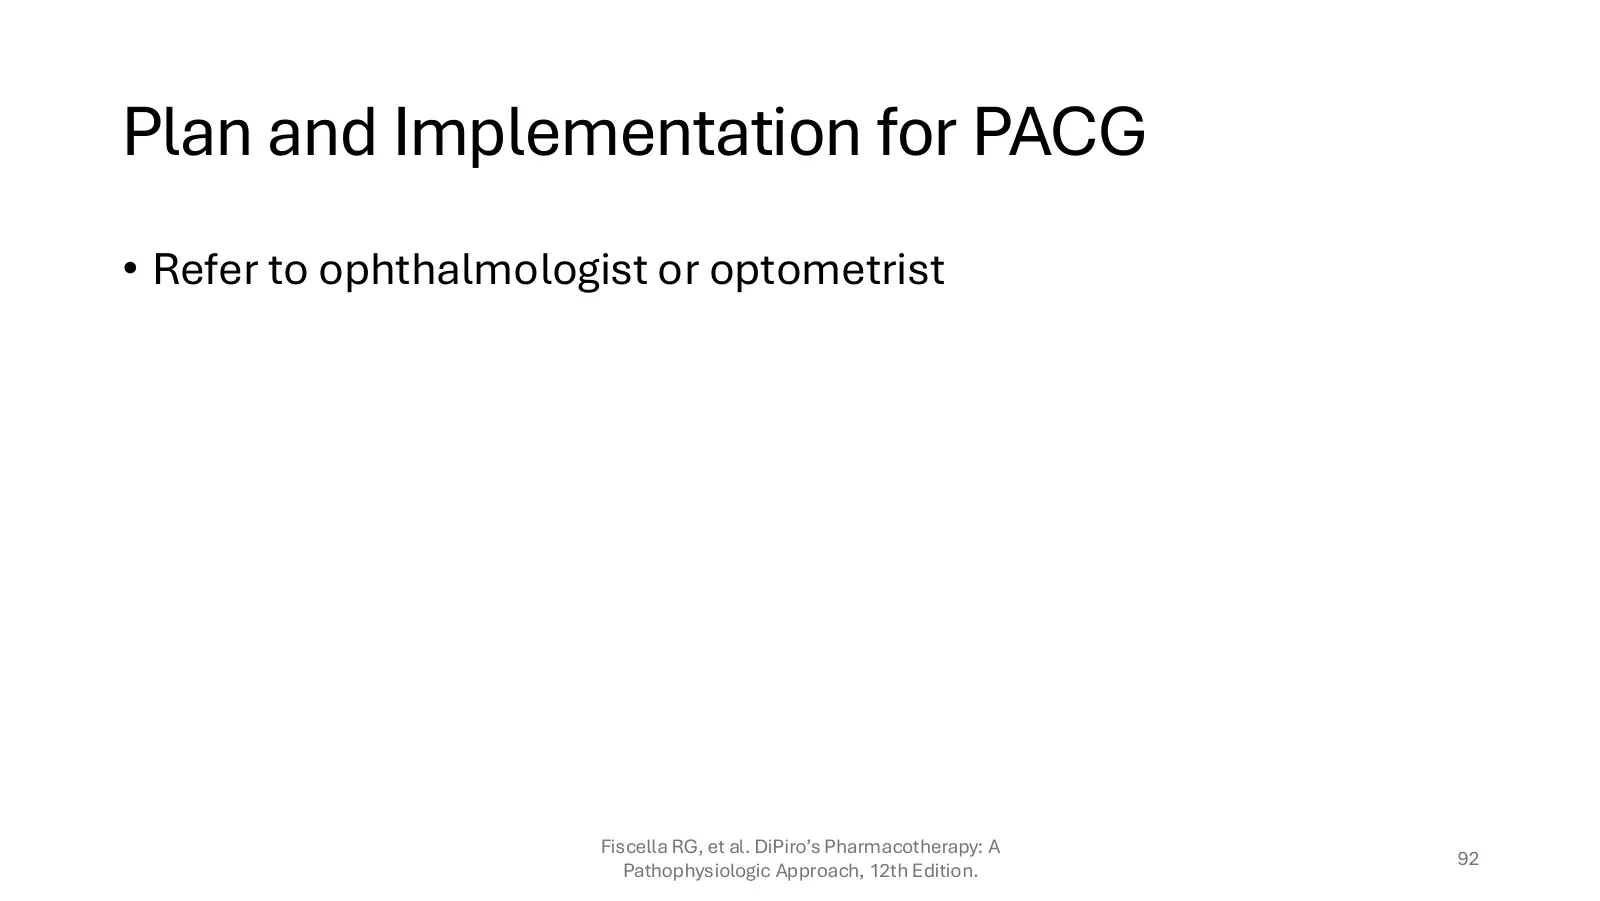 Plan and Implementation for PACG
• Refer to ophthalmologist or optometrist
Fiscella RG, et al. DiPiro’s Pharmacotherapy: A
Pathophysiologic Approach, 12th Edition.
92